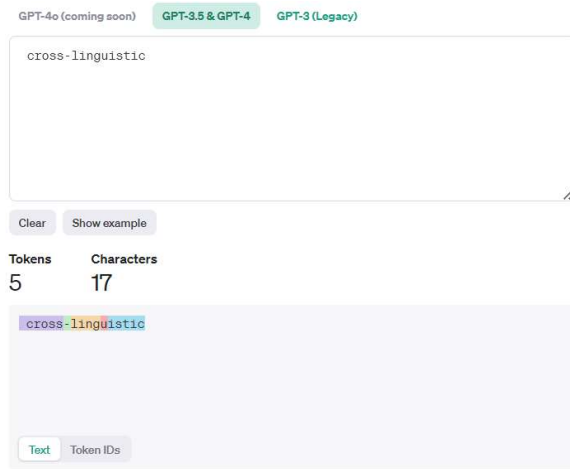 GPT-4o (coming soon) GPT-3.5 & GPT-4 GPT-3 (Legacy)
cross-linguistic
Clear Show example
Tokens Characters
5 17
cross-linguistic
Text Token IDs